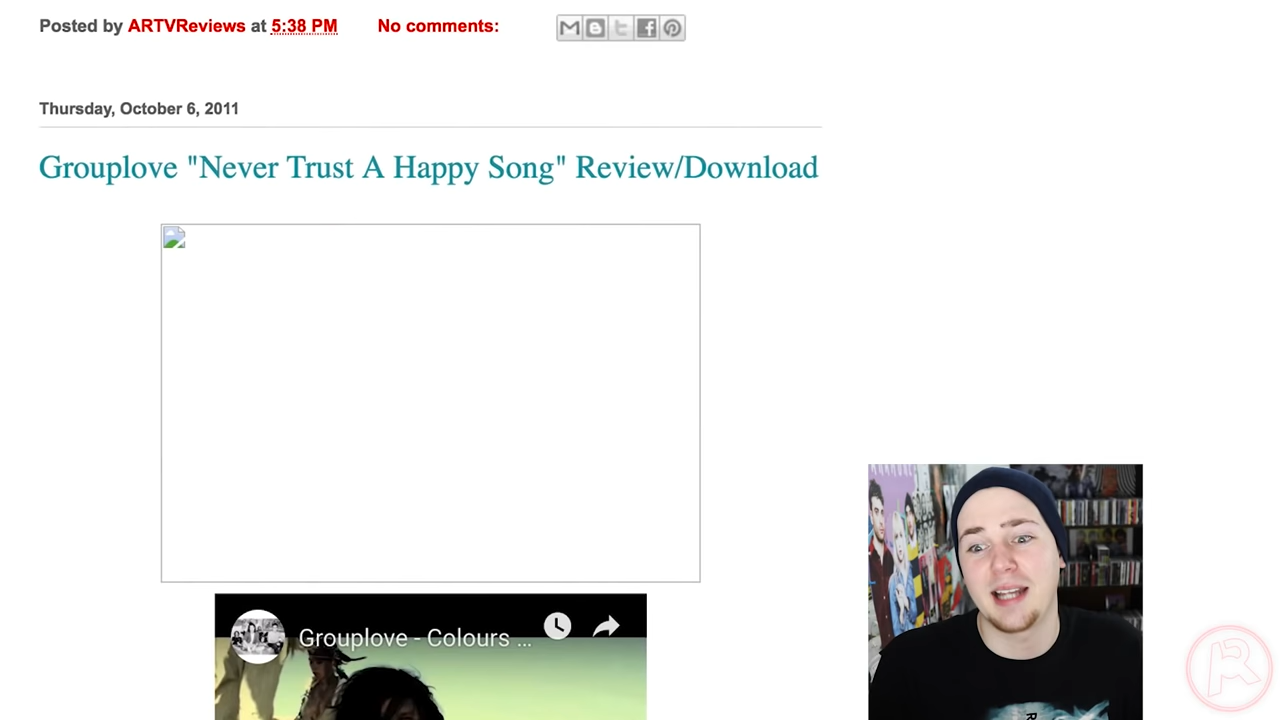 Posted by ARTVReviews at 5:38 PM No comments:
Thursday, October 6, 2011
Grouplove "Never Trust A Happy Song" Review/Download
Grouplove - Colours ...